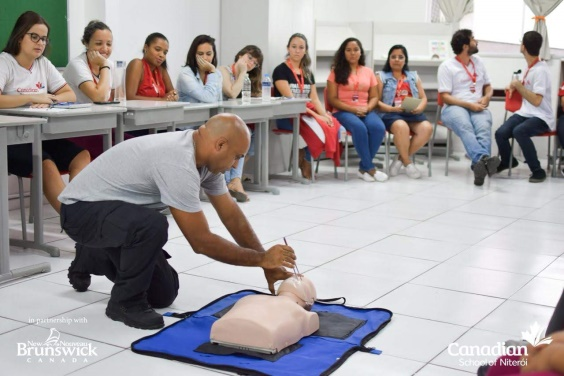 in partnership with
New Nouveau
Brunswick
CANADA
Canadian
School of Niterói